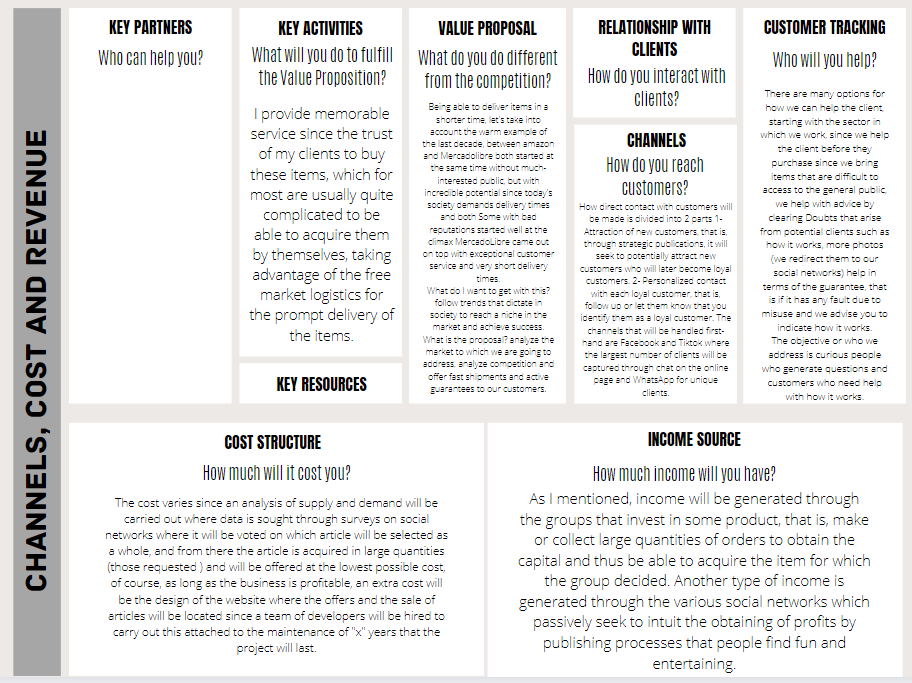 CHANNELS, COST AND REVENUE
KEY PARTNERS
Who can help you?
KEY ACTIVITIES
What will you do to fulfill
the Value Proposition?
I provide memorable
service since the trust
of my clients to buy
these items, which for
most are usually quite
complicated to be
able to acquire them
by themselves, taking
advantage of the free
market logistics for
the prompt delivery of
the items.
KEY RESOURCES
VALUE PROPOSAL
What do you do different
from the competition?
Being able to deliver items in a
shorter time, let's take into
account the warm example of
the last decade, between amazon
and Mercadolibre both started at
the same time without much-
interested public, but with
incredible potential since today's
society demands delivery times
and both Some with bad
reputations started well at the
climax MercadoLibre came out
on top with exceptional customer
service and very short delivery
times.
What do I want to get with this?
follow trends that dictate in
society to reach a niche in the
market and achieve success.
What is the proposal? analyze the
market to which we are going to
address, analyze competition and
offer fast shipments and active
guarantees to our customers.
RELATIONSHIP WITH
CLIENTS
How do you interact with
clients?
CHANNELS
How do you reach
customers?
How direct contact with customers will
be made is divided into 2 parts 1-
Attraction of new customers, that is,
through strategic publications, it will
seek to potentially attract new
customers who will later become loyal
customers. 2- Personalized contact
with each loyal customer, that is,
follow up or let them know that you
identify them as a loyal customer. The
channels that will be handled first-
hand are Facebook and Tiktok where
the largest number of clients will be
captured through chat on the online
page and WhatsApp for unique
clients.
CUSTOMER TRACKING
Who will you help?
There are many options for
how we can help the client,
starting with the sector in
which we work, since we help
the client before they
purchase since we bring
items that are difficult to
access to the general public,
we help with advice by
clearing Doubts that arise
from potential clients such as
how it works, more photos
(we redirect them to our
social networks) help in
terms of the guarantee, that
is if it has any fault due to
misuse and we advise you to
indicate how it works.
The objective or who we
address is curious people
who generate questions and
customers who need help
with how it works.
COST STRUCTURE
How much will it cost you?
The cost varies since an analysis of supply and demand will be
carried out where data is sought through surveys on social
networks where it will be voted on which article will be selected as
a whole, and from there the article is acquired in large quantities
(those requested ) and will be offered at the lowest possible cost,
of course, as long as the business is profitable, an extra cost will
be the design of the website where the offers and the sale of
articles will be located since a team of developers will be hired to
carry out this attached to the maintenance of "x" years that the
project will last.
INCOME SOURCE
How much income will you have?
As I mentioned, income will be generated through
the groups that invest in some product, that is, make
or collect large quantities of orders to obtain the
capital and thus be able to acquire the item for which
the group decided. Another type of income is
generated through the various social networks which
passively seek to intuit the obtaining of profits by
publishing processes that people find fun and
entertaining.